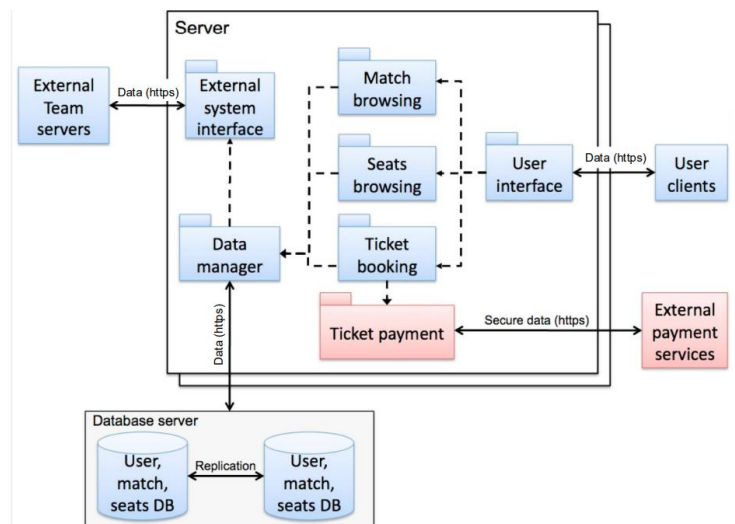 Server
External
Team
servers
Data (https)
External
system
interface
Match
browsing
Seats
browsing
User
interface
Data (https)
User
clients
Data
manager
Ticket
booking
Ticket payment
Secure data (https)
External
payment
services
Data (https)
Database server
User,
match,
seats DB
Replication
User,
match,
seats DB